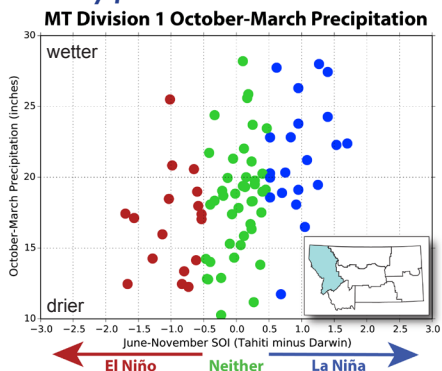 MT Division 1 October-March Precipitation
wetter
30
25
20
15
10
October-March Precipitation (inches)
drier
−3.0 −2.5 −2.0 −1.5 −1.0 −0.5 0.0 0.5 1.0 1.5 2.0 2.5 3.0
June-November SOI (Tahiti minus Darwin)
El Niño Neither La Niña